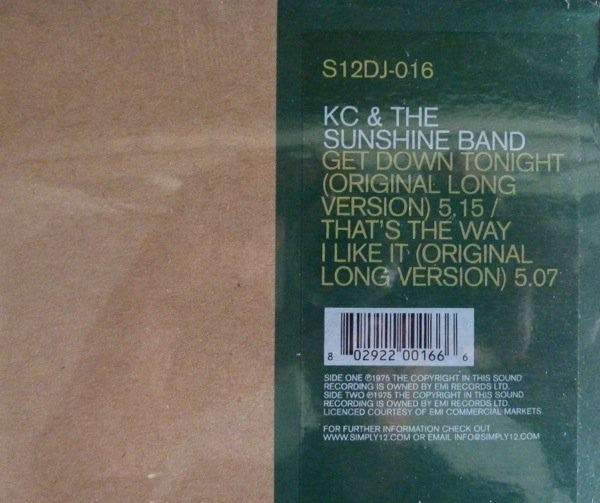 S12DJ-016
KC & THE
SUNSHINE BAND
GET DOWN TONIGHT
(ORIGINAL LONG
VERSION) 5.15 /
THAT'S THE WAY
I LIKE IT (ORIGINAL
LONG VERSION) 5.07
8 02922 00166 6
SIDE ONE ℗1975 THE COPYRIGHT IN THIS SOUND
RECORDING IS OWNED BY EMI RECORDS LTD.
SIDE TWO ℗1975 THE COPYRIGHT IN THIS SOUND
RECORDING IS OWNED BY EMI RECORDS LTD.
LICENCED COURTESY OF EMI COMMERCIAL MARKETS
FOR FURTHER INFORMATION CHECK OUT
WWW.SIMPLY12.COM OR EMAIL INFO@SIMPLY12.COM